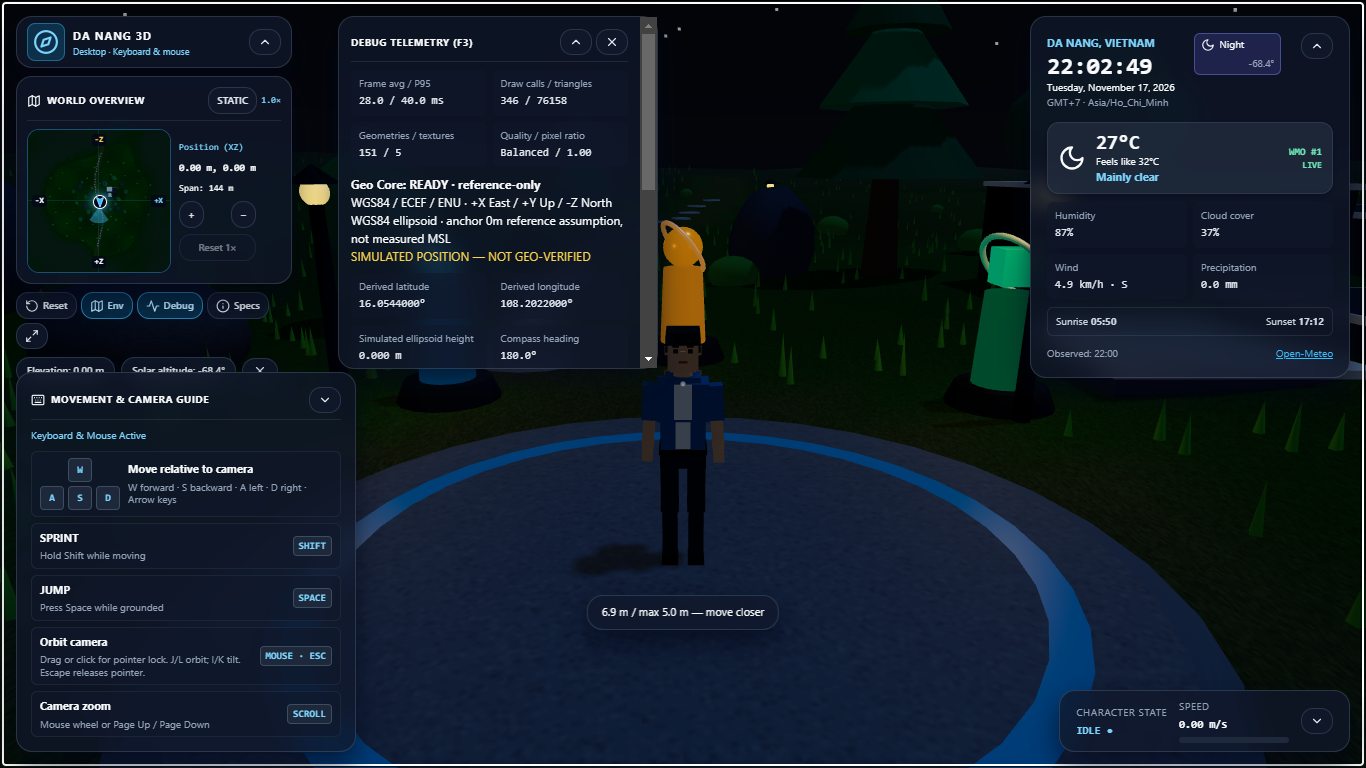 DA NANG 3D
Desktop · Keyboard & mouse
WORLD OVERVIEW
STATIC
1.0×
-Z
-X
+X
+Z
Position (XZ)
0.00 m, 0.00 m
Span: 144 m
+
−
Reset 1×
Reset
Env
Debug
Specs
Elevation: 0.00 m
Solar altitude: -68.4°
MOVEMENT & CAMERA GUIDE
Keyboard & Mouse Active
W
A
S
D
Move relative to camera
W forward · S backward · A left · D right ·
Arrow keys
SPRINT
Hold Shift while moving
SHIFT
JUMP
Press Space while grounded
SPACE
Orbit camera
Drag or click for pointer lock. J/L orbit; I/K tilt.
Escape releases pointer.
MOUSE · ESC
Camera zoom
Mouse wheel or Page Up / Page Down
SCROLL
DEBUG TELEMETRY (F3)
Frame avg / P95
28.0 / 40.0 ms
Draw calls / triangles
346 / 76158
Geometries / textures
151 / 5
Quality / pixel ratio
Balanced / 1.00
Geo Core: READY · reference-only
WGS84 / ECEF / ENU · +X East / +Y Up / -Z North
WGS84 ellipsoid · anchor 0m reference assumption,
not measured MSL
SIMULATED POSITION — NOT GEO-VERIFIED
Derived latitude
16.0544000°
Derived longitude
108.2022000°
Simulated ellipsoid height
0.000 m
Compass heading
180.0°
6.9 m / max 5.0 m — move closer
DA NANG, VIETNAM
22:02:49
Tuesday, November 17, 2026
GMT+7 · Asia/Ho_Chi_Minh
Night
-68.4°
27°C
Feels like 32°C
Mainly clear
WMO #1
LIVE
Humidity
87%
Cloud cover
37%
Wind
4.9 km/h · S
Precipitation
0.0 mm
Sunrise 05:50
Sunset 17:12
Observed: 22:00
Open-Meteo
CHARACTER STATE
IDLE
SPEED
0.00 m/s